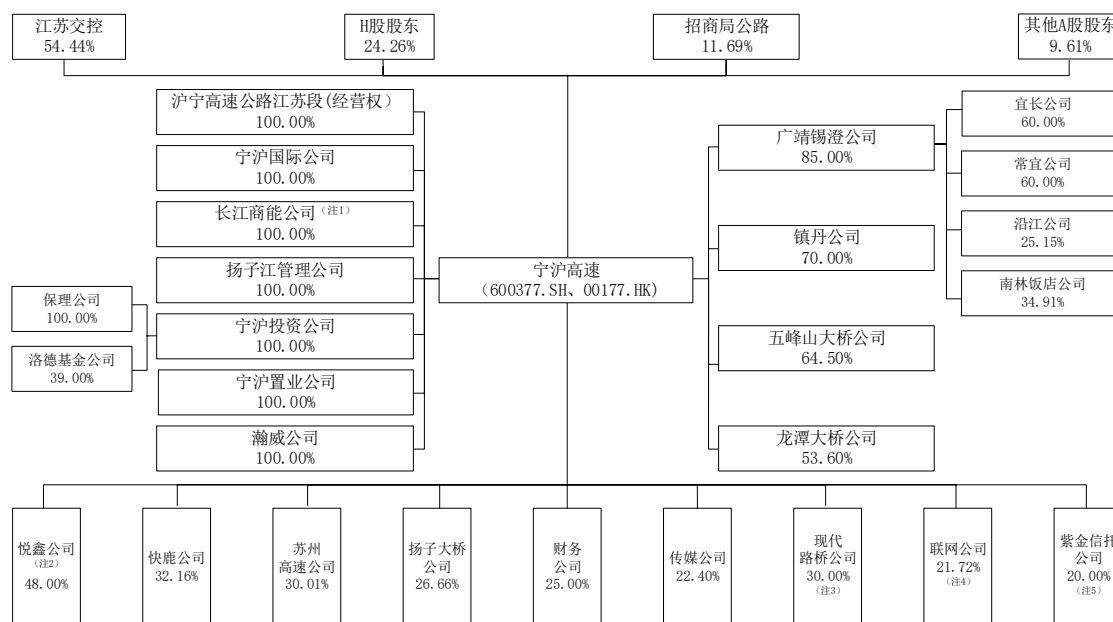 江苏交控
54.44%
H股股东
24.26%
招商局公路
11.69%
其他A股股东
9.61%
沪宁高速公路江苏段(经营权）
100.00%
宁沪国际公司
100.00%
长江商能公司（注1）
100.00%
扬子江管理公司
100.00%
宁沪投资公司
100.00%
宁沪置业公司
100.00%
瀚威公司
100.00%
保理公司
100.00%
洛德基金公司
39.00%
宁沪高速
（600377.SH、00177.HK)
广靖锡澄公司
85.00%
镇丹公司
70.00%
五峰山大桥公司
64.50%
龙潭大桥公司
53.60%
宜长公司
60.00%
常宜公司
60.00%
沿江公司
25.15%
南林饭店公司
34.91%
悦鑫公司
（注2）
48.00%
快鹿公司
32.16%
苏州
高速公司
30.01%
扬子大桥
公司
26.66%
财务
公司
25.00%
传媒公司
22.40%
现代
路桥公司
30.00%
（注3）
联网公司
21.72%
（注4）
紫金信托
公司
20.00%
（注5）